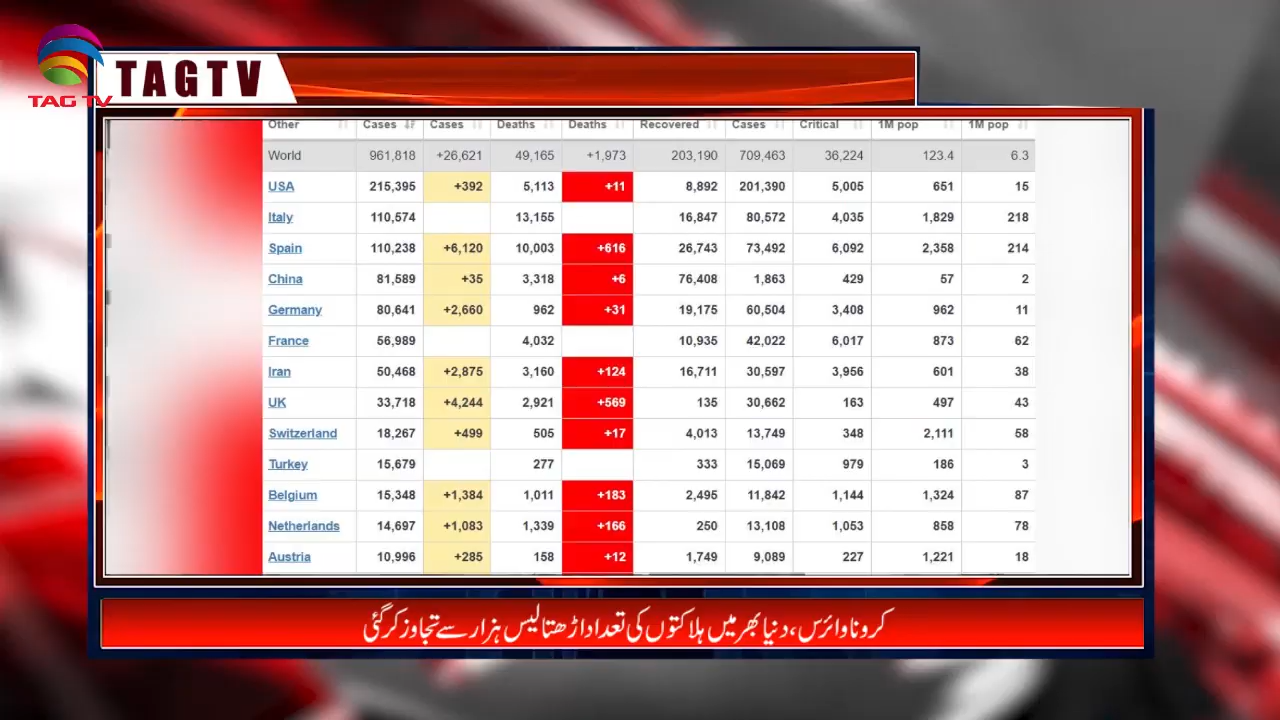 TAG TV
TAGTV
Other Cases Cases Deaths Deaths Recovered Cases Critical 1M pop 1M pop
World 961,818 +26,621 49,165 +1,973 203,190 709,463 36,224 123.4 6.3
USA 215,395 +392 5,113 +11 8,892 201,390 5,005 651 15
Italy 110,574 13,155 16,847 80,572 4,035 1,829 218
Spain 110,238 +6,120 10,003 +616 26,743 73,492 6,092 2,358 214
China 81,589 +35 3,318 +6 76,408 1,863 429 57 2
Germany 80,641 +2,660 962 +31 19,175 60,504 3,408 962 11
France 56,989 4,032 10,935 42,022 6,017 873 62
Iran 50,468 +2,875 3,160 +124 16,711 30,597 3,956 601 38
UK 33,718 +4,244 2,921 +569 135 30,662 163 497 43
Switzerland 18,267 +499 505 +17 4,013 13,749 348 2,111 58
Turkey 15,679 277 333 15,069 979 186 3
Belgium 15,348 +1,384 1,011 +183 2,495 11,842 1,144 1,324 87
Netherlands 14,697 +1,083 1,339 +166 250 13,108 1,053 858 78
Austria 10,996 +285 158 +12 1,749 9,089 227 1,221 18
کرونا وائرس، دنیا بھر میں ہلاکتوں کی تعداد اڑھتالیس ہزار سے تجاوز کر گئی